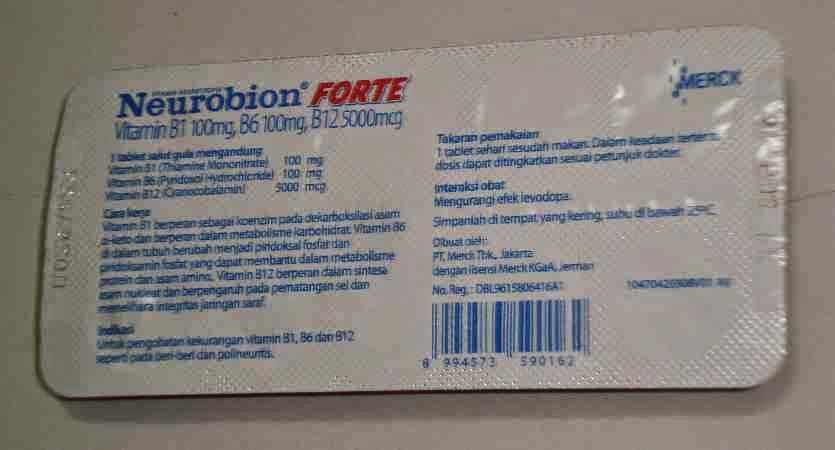 Neurobion® FORTE
Vitamin B1 100mg, B6 100mg, B12 5000mcg
1 tablet salut gula mengandung
Vitamin B1 (Thiamine Mononitrate) 100 mg
Vitamin B6 (Pyridoxol Hydrochloride) 100 mg
Vitamin B12 (Cyanocobalamin) 5000 mcg
Cara kerja
Vitamin B1 berperan sebagai koenzim pada dekarboksilasi asam
α-keto dan berperan dalam metabolisme karbohidrat. Vitamin B6
di dalam tubuh berubah menjadi piridoksal fosfat dan
piridoksamin fosfat yang dapat membantu dalam metabolisme
protein dan asam amino. Vitamin B12 berperan dalam sintesa
asam nukleat dan berpengaruh pada pematangan sel dan
memelihara integritas jaringan saraf.
Indikasi
Untuk pengobatan kekurangan vitamin B1, B6 dan B12
seperti pada beri-beri dan polineuritis.
MERCK
Takaran pemakaian
1 tablet sehari sesudah makan. Dalam keadaan tertentu
dosis dapat ditingkatkan sesuai petunjuk dokter.
Interaksi obat:
Mengurangi efek levodopa.
Simpanlah di tempat yang kering, suhu di bawah 25°C
Dibuat oleh:
PT. Merck Tbk., Jakarta
dengan lisensi Merck KGaA, Jerman
No. Reg. : DBL9615806416A1
8 994573 590162